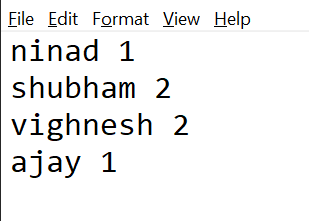 File Edit Format View Help
ninad 1
shubham 2
vighnesh 2
ajay 1